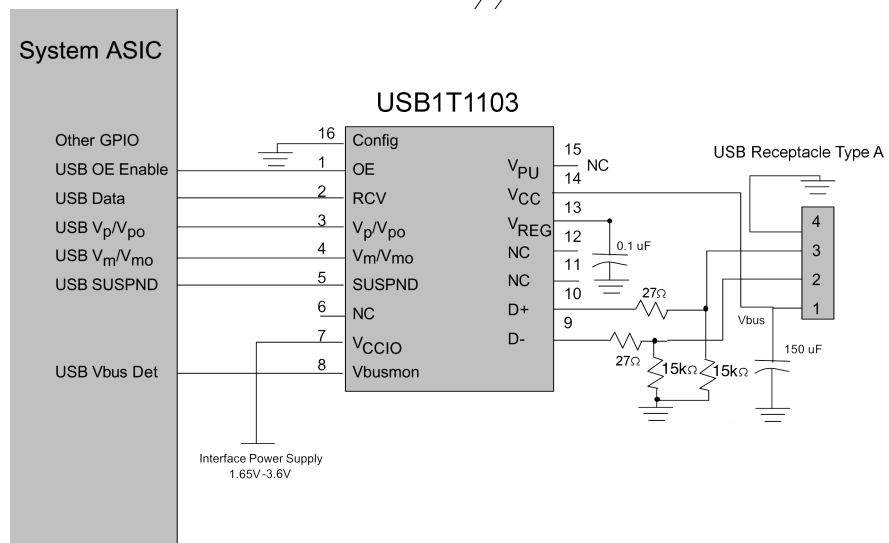 System ASIC
USB1T1103
Other GPIO
USB OE Enable
USB Data
USB Vp/Vpo
USB Vm/Vmo
USB SUSPND
USB Vbus Det
16
1
2
3
4
5
6
7
8
Config
OE
RCV
Vp/Vpo
Vm/Vmo
SUSPND
NC
VCCIO
Vbusmon
VPU
VCC
VREG
NC
NC
D+
D-
15
NC
14
13
12
11
10
9
0.1 uF
27Ω
27Ω
15kΩ
15kΩ
Vbus
150 uF
USB Receptacle Type A
4
3
2
1
Interface Power Supply
1.65V-3.6V